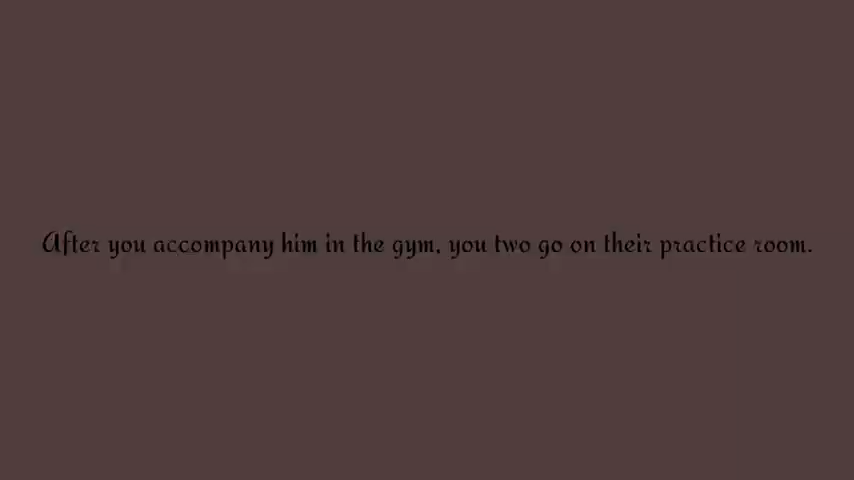 After you accompany him in the gym, you two go on their practice room.